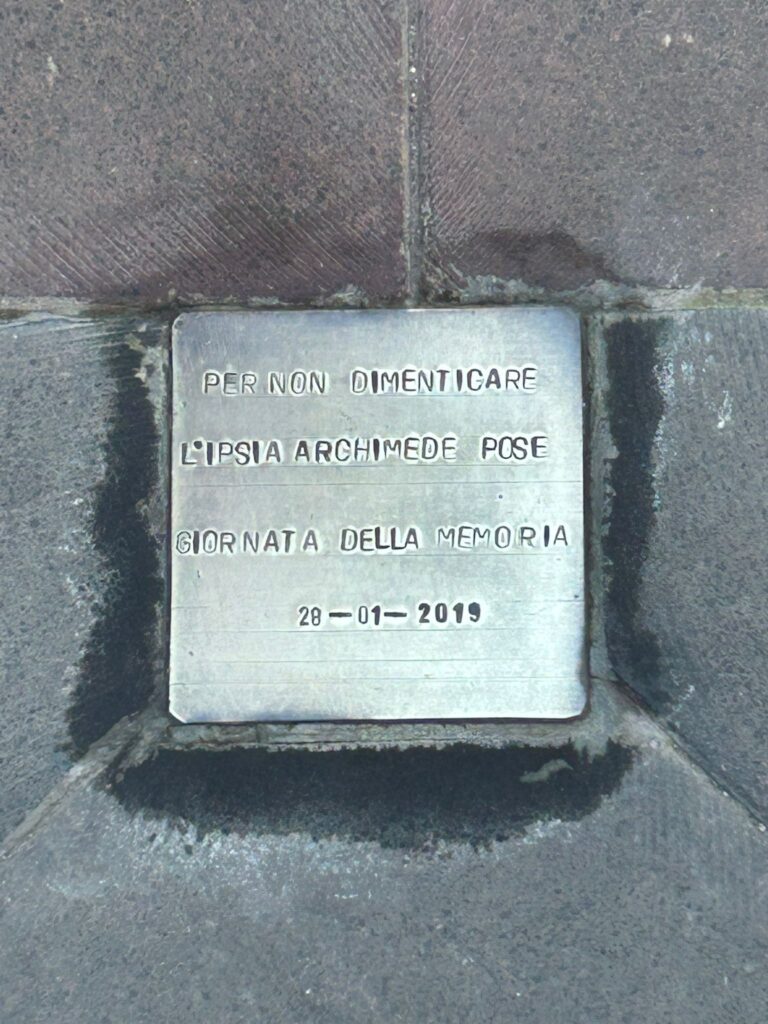 PER NON DIMENTICARE
L'IPSIA ARCHIMEDE POSE
GIORNATA DELLA MEMORIA
28-01-2019